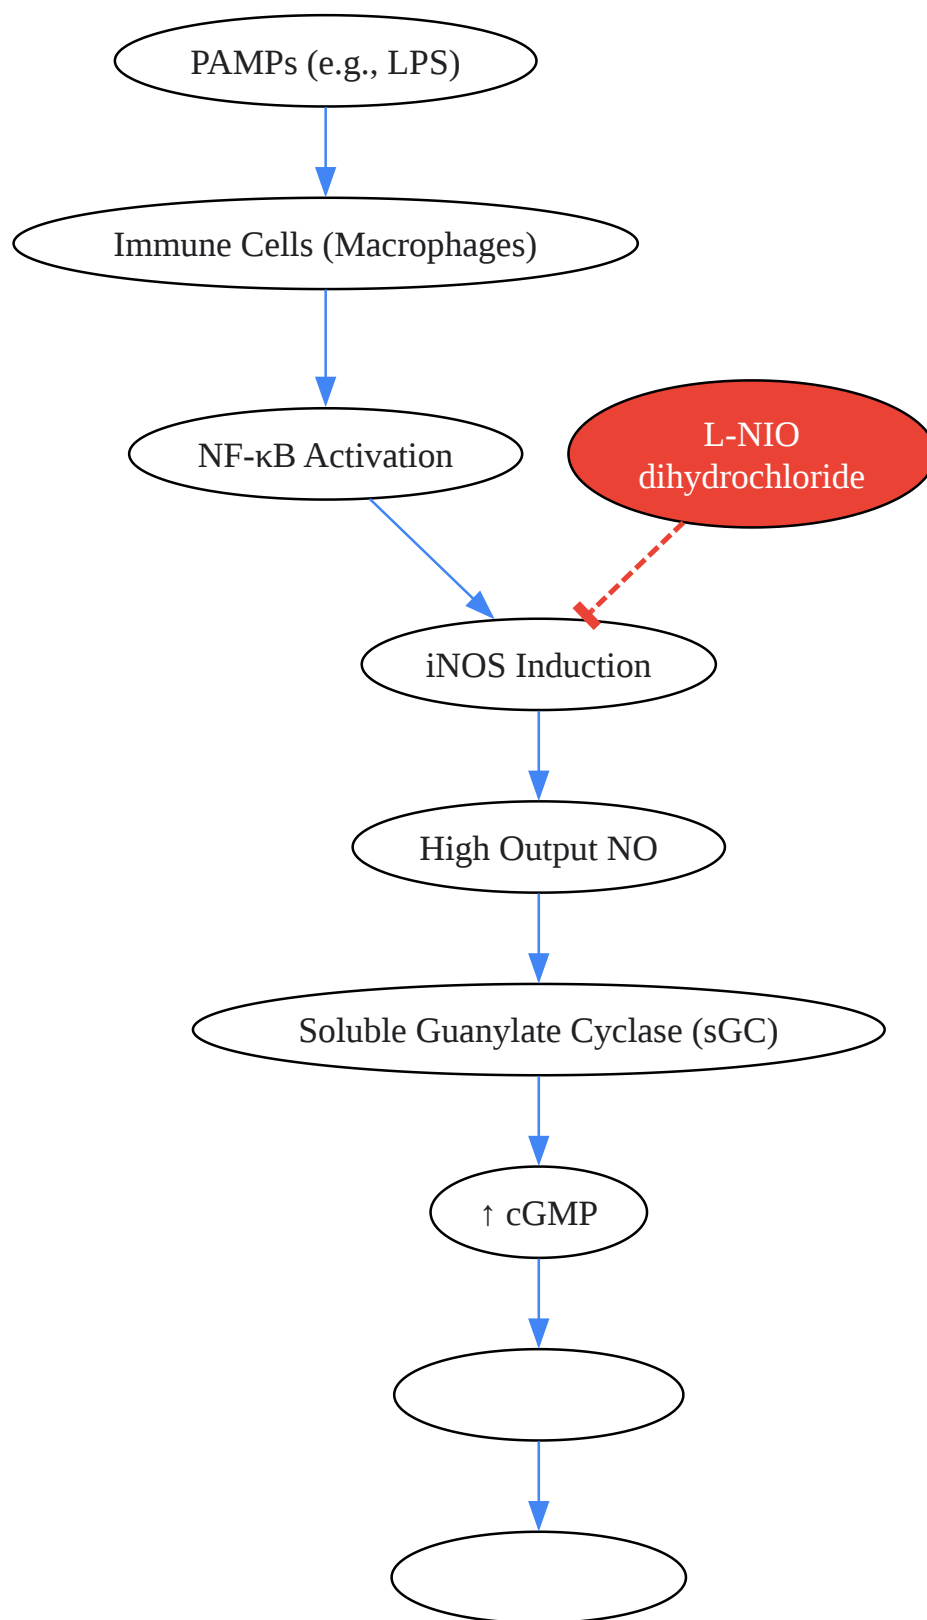 PAMPs (e.g., LPS)
Immune Cells (Macrophages)
NF-κB Activation
L-NIO
dihydrochloride
iNOS Induction
High Output NO
Soluble Guanylate Cyclase (sGC)
↑ cGMP